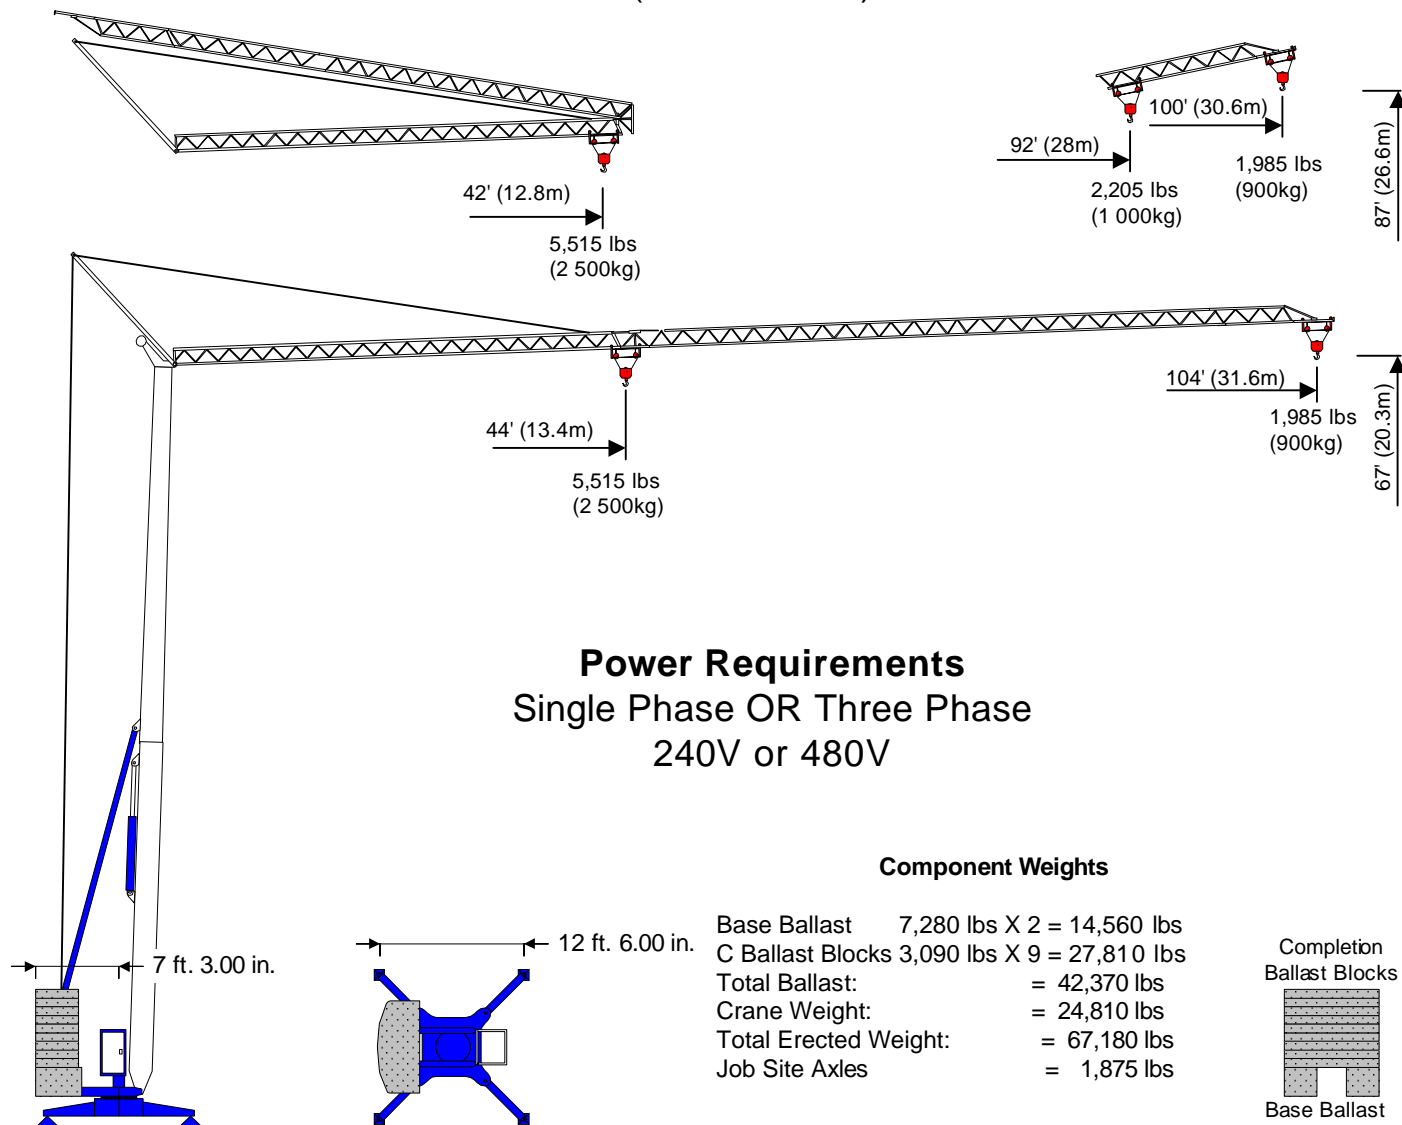 100' (30.6m)
92' (28m)
1,985 lbs
(900kg)
2,205 lbs
(1 000kg)
87' (26.6m)
42' (12.8m)
5,515 lbs
(2 500kg)
104' (31.6m)
1,985 lbs
(900kg)
67' (20.3m)
44' (13.4m)
5,515 lbs
(2 500kg)
Power Requirements
Single Phase OR Three Phase
240V or 480V
Component Weights
Base Ballast 7,280 lbs X 2 = 14,560 lbs
C Ballast Blocks 3,090 lbs X 9 = 27,810 lbs
Total Ballast: = 42,370 lbs
Crane Weight: = 24,810 lbs
Total Erected Weight: = 67,180 lbs
Job Site Axles = 1,875 lbs
7 ft. 3.00 in.
12 ft. 6.00 in.
Completion
Ballast Blocks
Base Ballast